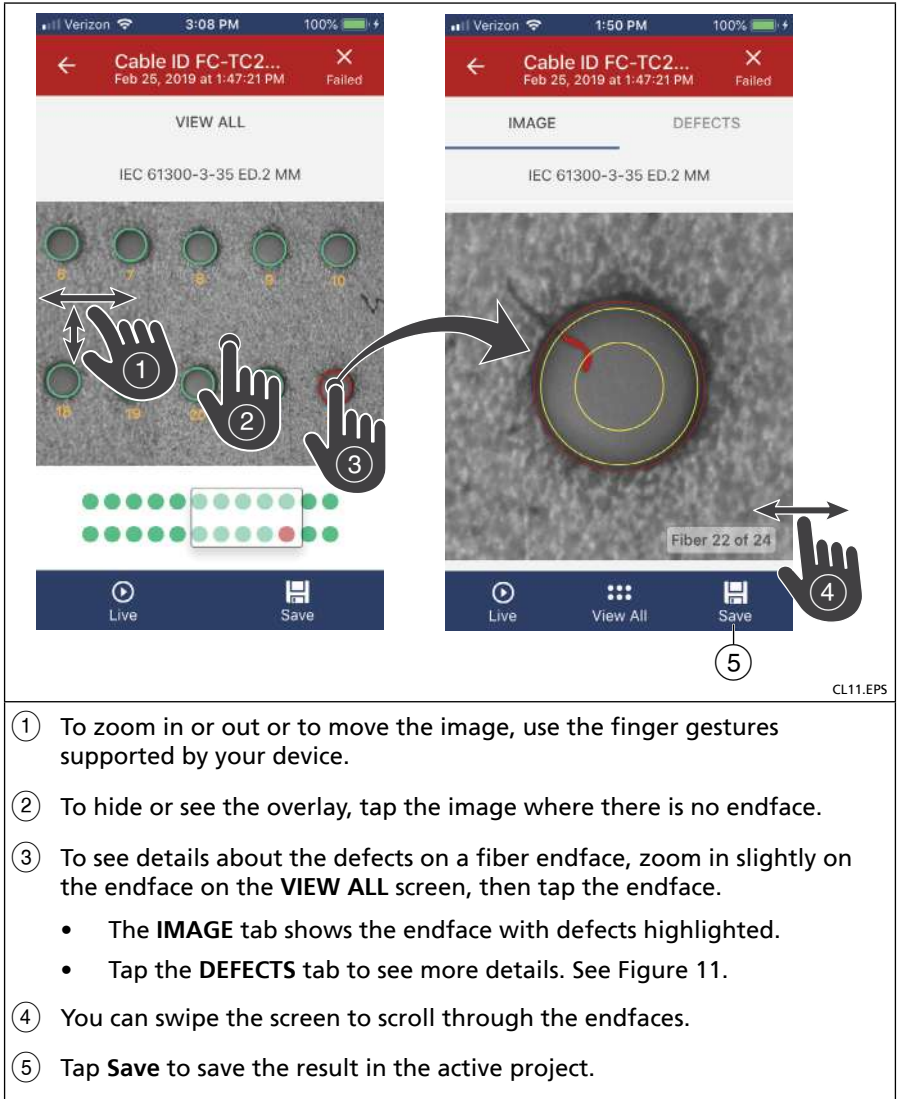 Verizon 3:08 PM 100%
Cable ID FC-TC2...
Feb 25, 2019 at 1:47:21 PM
Failed
VIEW ALL
IEC 61300-3-35 ED.2 MM
6 7 8 9 10
18 19 20
1
2
3
Live Save
Verizon 1:50 PM 100%
Cable ID FC-TC2...
Feb 25, 2019 at 1:47:21 PM
Failed
IMAGE DEFECTS
IEC 61300-3-35 ED.2 MM
Fiber 22 of 24
4
Live View All Save
5
CL11.EPS
1 To zoom in or out or to move the image, use the finger gestures
supported by your device.
2 To hide or see the overlay, tap the image where there is no endface.
3 To see details about the defects on a fiber endface, zoom in slightly on
the endface on the VIEW ALL screen, then tap the endface.
• The IMAGE tab shows the endface with defects highlighted.
• Tap the DEFECTS tab to see more details. See Figure 11.
4 You can swipe the screen to scroll through the endfaces.
5 Tap Save to save the result in the active project.